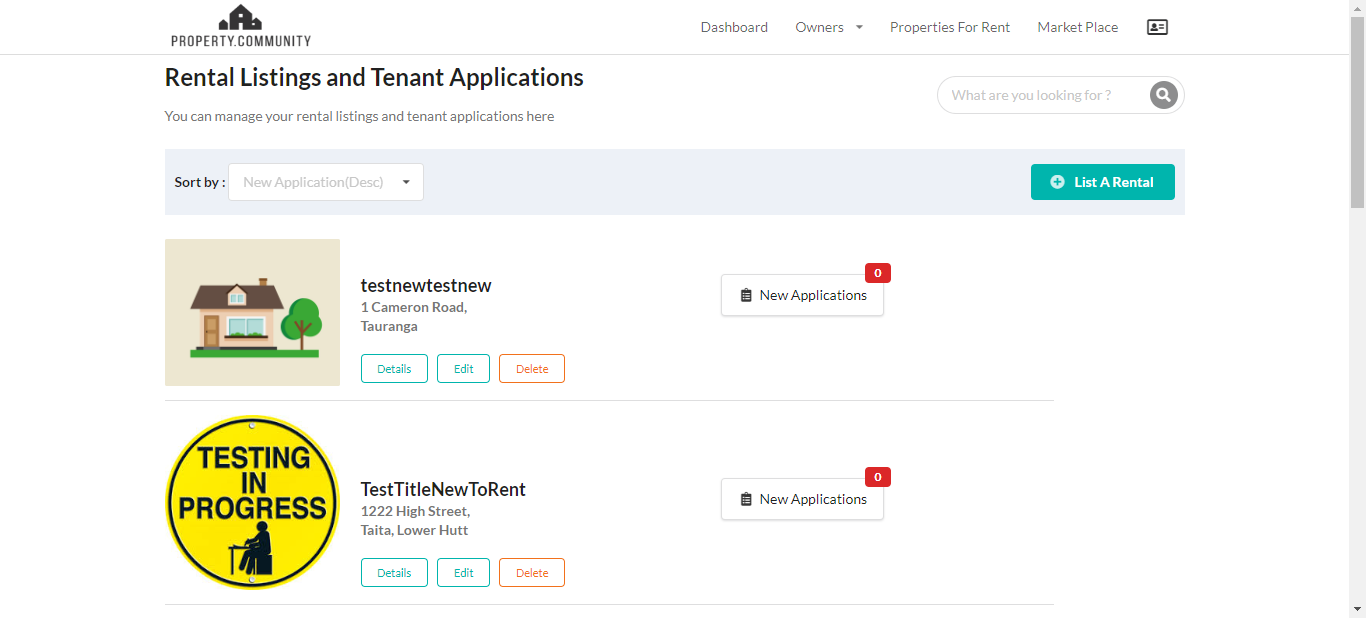 PROPERTY.COMMUNITY
Dashboard Owners Properties For Rent Market Place
Rental Listings and Tenant Applications
What are you looking for ?
You can manage your rental listings and tenant applications here
Sort by : New Application(Desc) List A Rental
testnewtestnew
1 Cameron Road,
Tauranga
0
New Applications
Details Edit Delete
TESTING
IN
PROGRESS
TestTitleNewToRent
1222 High Street,
Taita, Lower Hutt
0
New Applications
Details Edit Delete